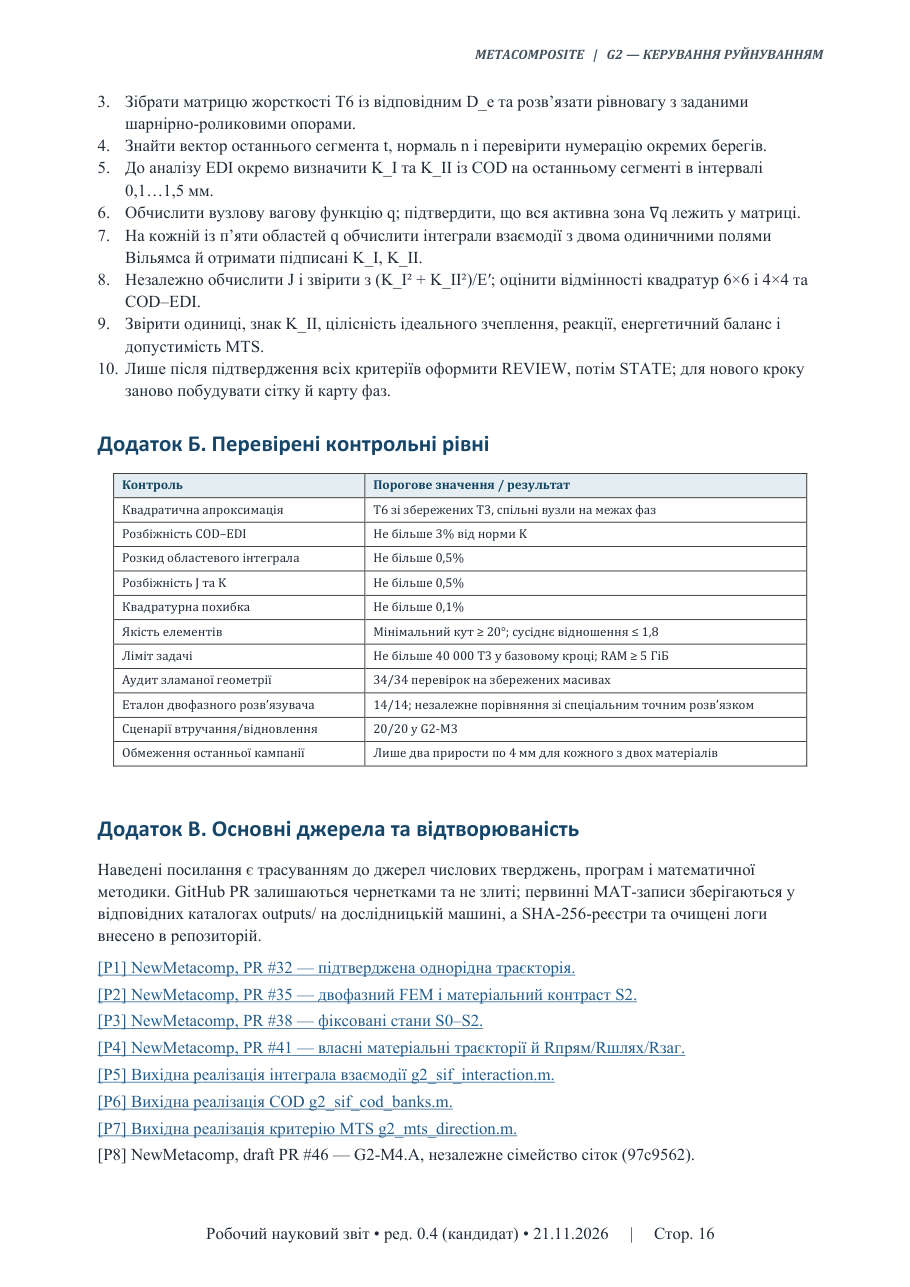 METACOMPOSITE | G2 — КЕРУВАННЯ РУЙНУВАННЯМ
3. Зібрати матрицю жорсткості T6 із відповідним D_e та розв’язати рівновагу з заданими
шарнірно-роликовими опорами.
4. Знайти вектор останнього сегмента t, нормаль n і перевірити нумерацію окремих берегів.
5. До аналізу EDI окремо визначити K_I та K_II із COD на останньому сегменті в інтервалі
0,1…1,5 мм.
6. Обчислити вузлову вагову функцію q; підтвердити, що вся активна зона ∇q лежить у матриці.
7. На кожній із п’яти областей q обчислити інтеграли взаємодії з двома одиничними полями
Вільямса й отримати підписані K_I, K_II.
8. Незалежно обчислити J і звірити з (K_I² + K_II²)/E′; оцінити відмінності квадратур 6×6 і 4×4 та
COD–EDI.
9. Звірити одиниці, знак K_II, цілісність ідеального зчеплення, реакції, енергетичний баланс і
допустимість MTS.
10. Лише після підтвердження всіх критеріїв оформити REVIEW, потім STATE; для нового кроку
заново побудувати сітку й карту фаз.
Додаток Б. Перевірені контрольні рівні
Контроль Порогове значення / результат
Квадратична апроксимація T6 зі збережених T3, спільні вузли на межах фаз
Розбіжність COD–EDI Не більше 3% від норми K
Розкид областевого інтеграла Не більше 0,5%
Розбіжність J та K Не більше 0,5%
Квадратурна похибка Не більше 0,1%
Якість елементів Мінімальний кут ≥ 20°; сусіднє відношення ≤ 1,8
Ліміт задачі Не більше 40 000 T3 у базовому кроці; RAM ≥ 5 ГіБ
Аудит зламаної геометрії 34/34 перевірок на збережених масивах
Еталон двофазного розв’язувача 14/14; незалежне порівняння зі спеціальним точним розв’язком
Сценарії втручання/відновлення 20/20 у G2-M3
Обмеження останньої кампанії Лише два прирости по 4 мм для кожного з двох матеріалів
Додаток В. Основні джерела та відтворюваність
Наведені посилання є трасуванням до джерел числових тверджень, програм і математичної
методики. GitHub PR залишаються чернетками та не злиті; первинні MAT-записи зберігаються у
відповідних каталогах outputs/ на дослідницькій машині, а SHA-256-реєстри та очищені логи
внесено в репозиторій.
[P1] NewMetacomp, PR #32 — підтверджена однорідна траєкторія.
[P2] NewMetacomp, PR #35 — двофазний FEM і матеріальний контраст S2.
[P3] NewMetacomp, PR #38 — фіксовані стани S0–S2.
[P4] NewMetacomp, PR #41 — власні матеріальні траєкторії й Rпрям/Rшлях/Rзаг.
[P5] Вихідна реалізація інтеграла взаємодії g2_sif_interaction.m.
[P6] Вихідна реалізація COD g2_sif_cod_banks.m.
[P7] Вихідна реалізація критерію MTS g2_mts_direction.m.
[P8] NewMetacomp, draft PR #46 — G2-M4.A, незалежне сімейство сіток (97c9562).
Робочий науковий звіт • ред. 0.4 (кандидат) • 21.11.2026 | Стор. 16